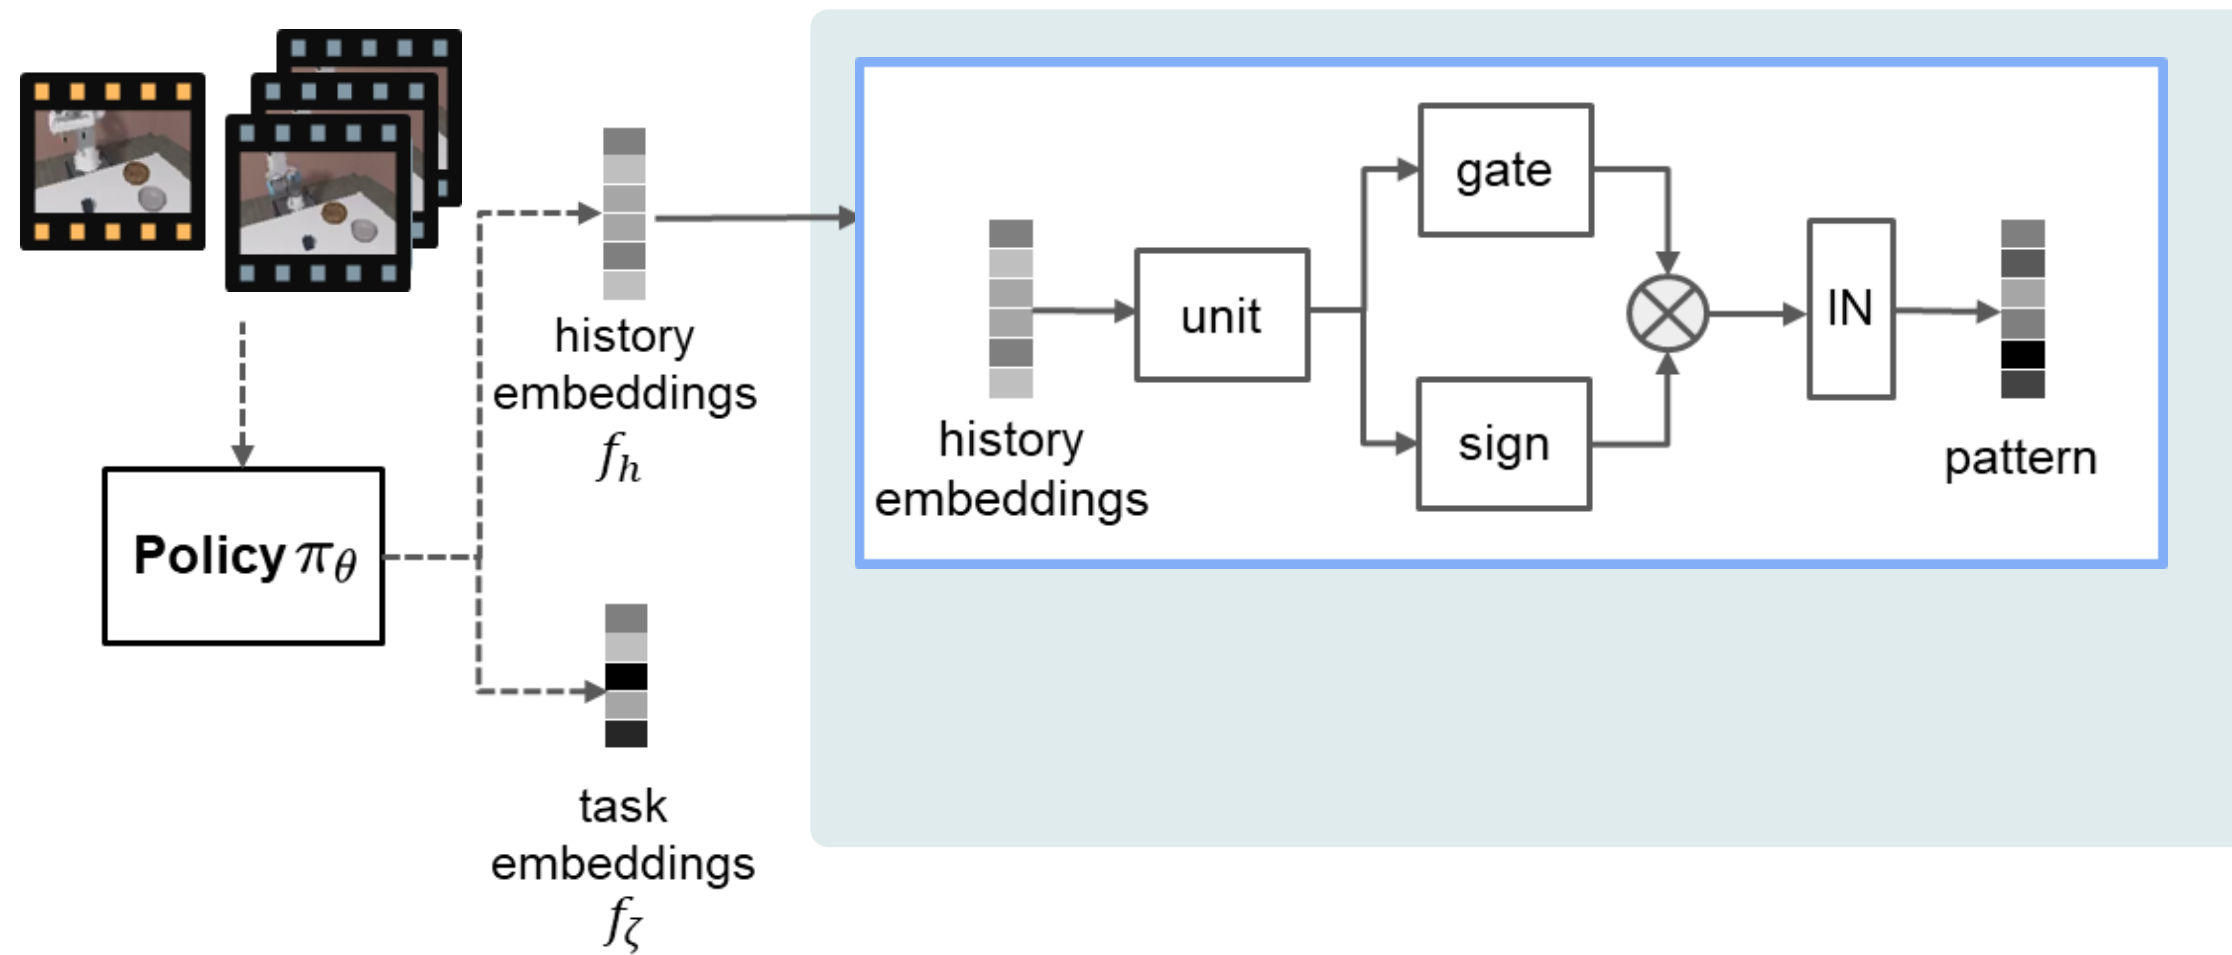 history
embeddings
f_h
Policy π_θ
task
embeddings
f_ζ
history
embeddings
unit
gate
sign
IN
pattern